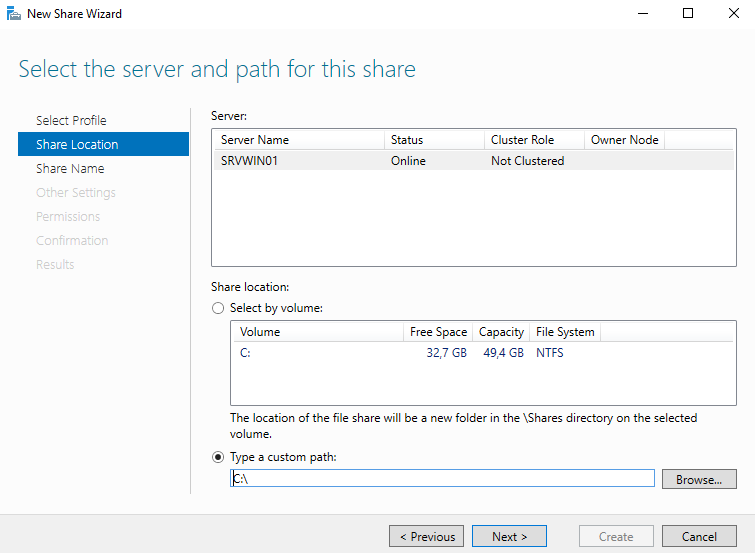 New Share Wizard
Select the server and path for this share
Select Profile
Share Location
Share Name
Other Settings
Permissions
Confirmation
Results
Server:
Server Name Status Cluster Role Owner Node
SRVWIN01 Online Not Clustered
Share location:
Select by volume:
Volume Free Space Capacity File System
C: 32,7 GB 49,4 GB NTFS
The location of the file share will be a new folder in the \Shares directory on the selected
volume.
Type a custom path:
C:\
Browse...
< Previous Next > Create Cancel